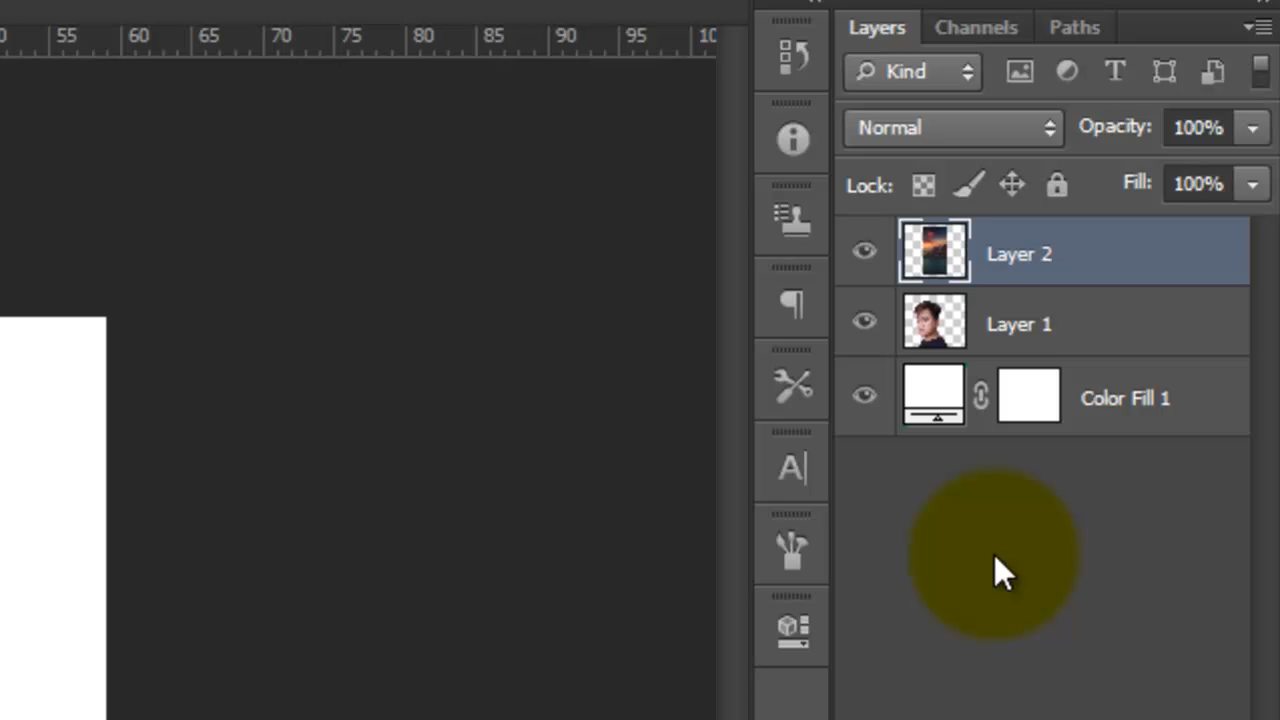 55 60 65 70 75 80 85 90 95 10
Layers Channels Paths
Kind T
Normal Opacity: 100%
Lock: Fill: 100%
Layer 2
Layer 1
Color Fill 1
A